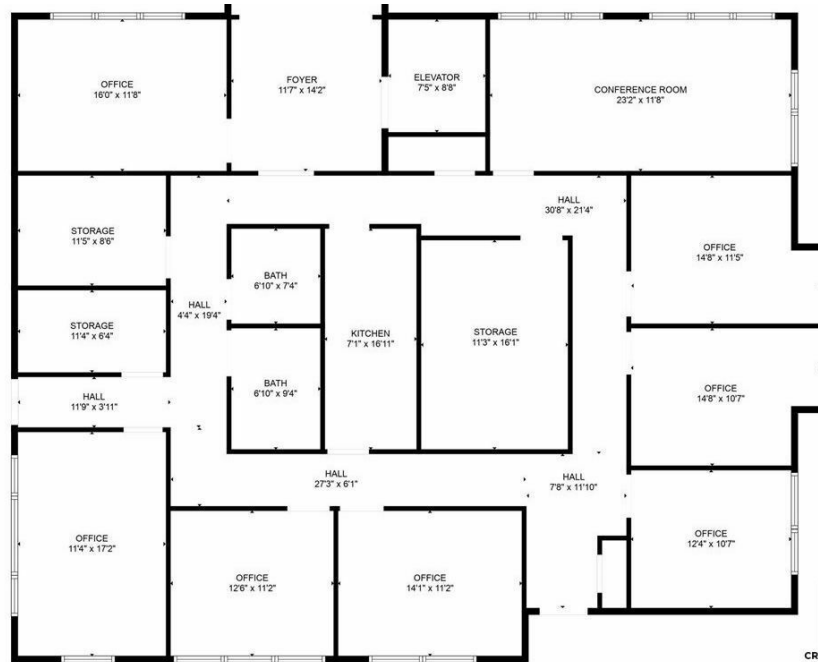 OFFICE
16'0" x 11'8"
FOYER
11'7" x 14'2"
ELEVATOR
7'5" x 8'8"
CONFERENCE ROOM
23'2" x 11'8"
STORAGE
11'5" x 8'6"
HALL
30'8" x 21'4"
OFFICE
14'8" x 11'5"
BATH
6'10" x 7'4"
HALL
4'4" x 19'4"
STORAGE
11'4" x 6'4"
KITCHEN
7'1" x 16'11"
STORAGE
11'3" x 16'1"
BATH
6'10" x 9'4"
OFFICE
14'8" x 10'7"
HALL
11'9" x 3'11"
HALL
27'3" x 6'1"
HALL
7'8" x 11'10"
OFFICE
12'4" x 10'7"
OFFICE
11'4" x 17'2"
OFFICE
12'6" x 11'2"
OFFICE
14'1" x 11'2"
CR